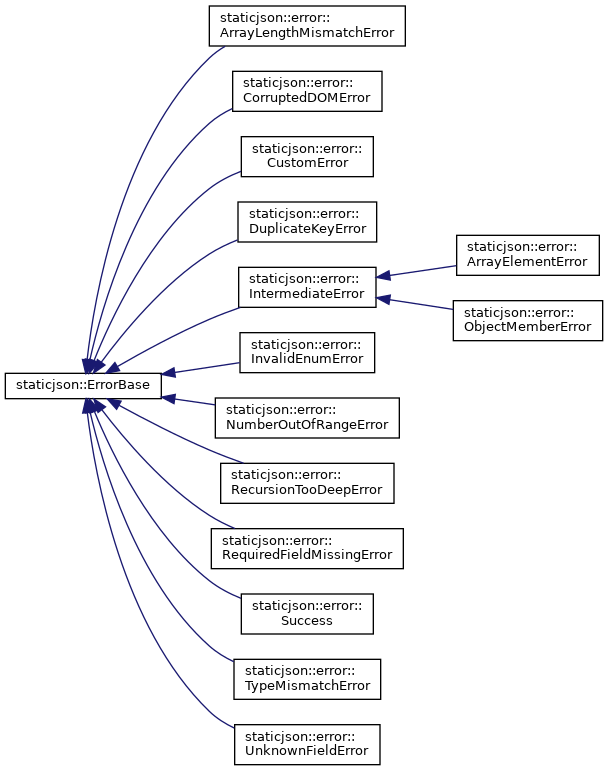 staticjson::error::
ArrayLengthMismatchError
staticjson::error::
CorruptedDOMError
staticjson::error::
CustomError
staticjson::error::
DuplicateKeyError
staticjson::error::
ArrayElementError
staticjson::error::
IntermediateError
staticjson::error::
ObjectMemberError
staticjson::error::
InvalidEnumError
staticjson::ErrorBase
staticjson::error::
NumberOutOfRangeError
staticjson::error::
RecursionTooDeepError
staticjson::error::
RequiredFieldMissingError
staticjson::error::
Success
staticjson::error::
TypeMismatchError
staticjson::error::
UnknownFieldError